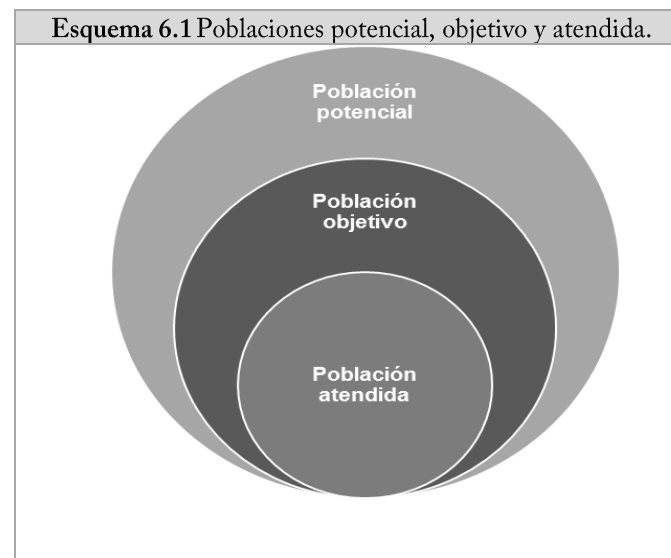 Esquema 6.1 Poblaciones potencial, objetivo y atendida.
Población
potencial
Población
objetivo
Población
atendida